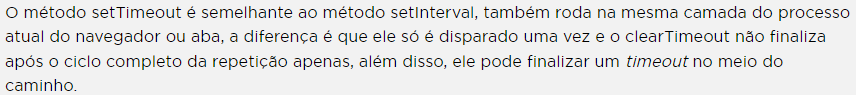 O método setTimeout é semelhante ao método setInterval, também roda na mesma camada do processo
atual do navegador ou aba, a diferença é que ele só é disparado uma vez e o clearTimeout não finaliza
após o ciclo completo da repetição apenas, além disso, ele pode finalizar um timeout no meio do
caminho.